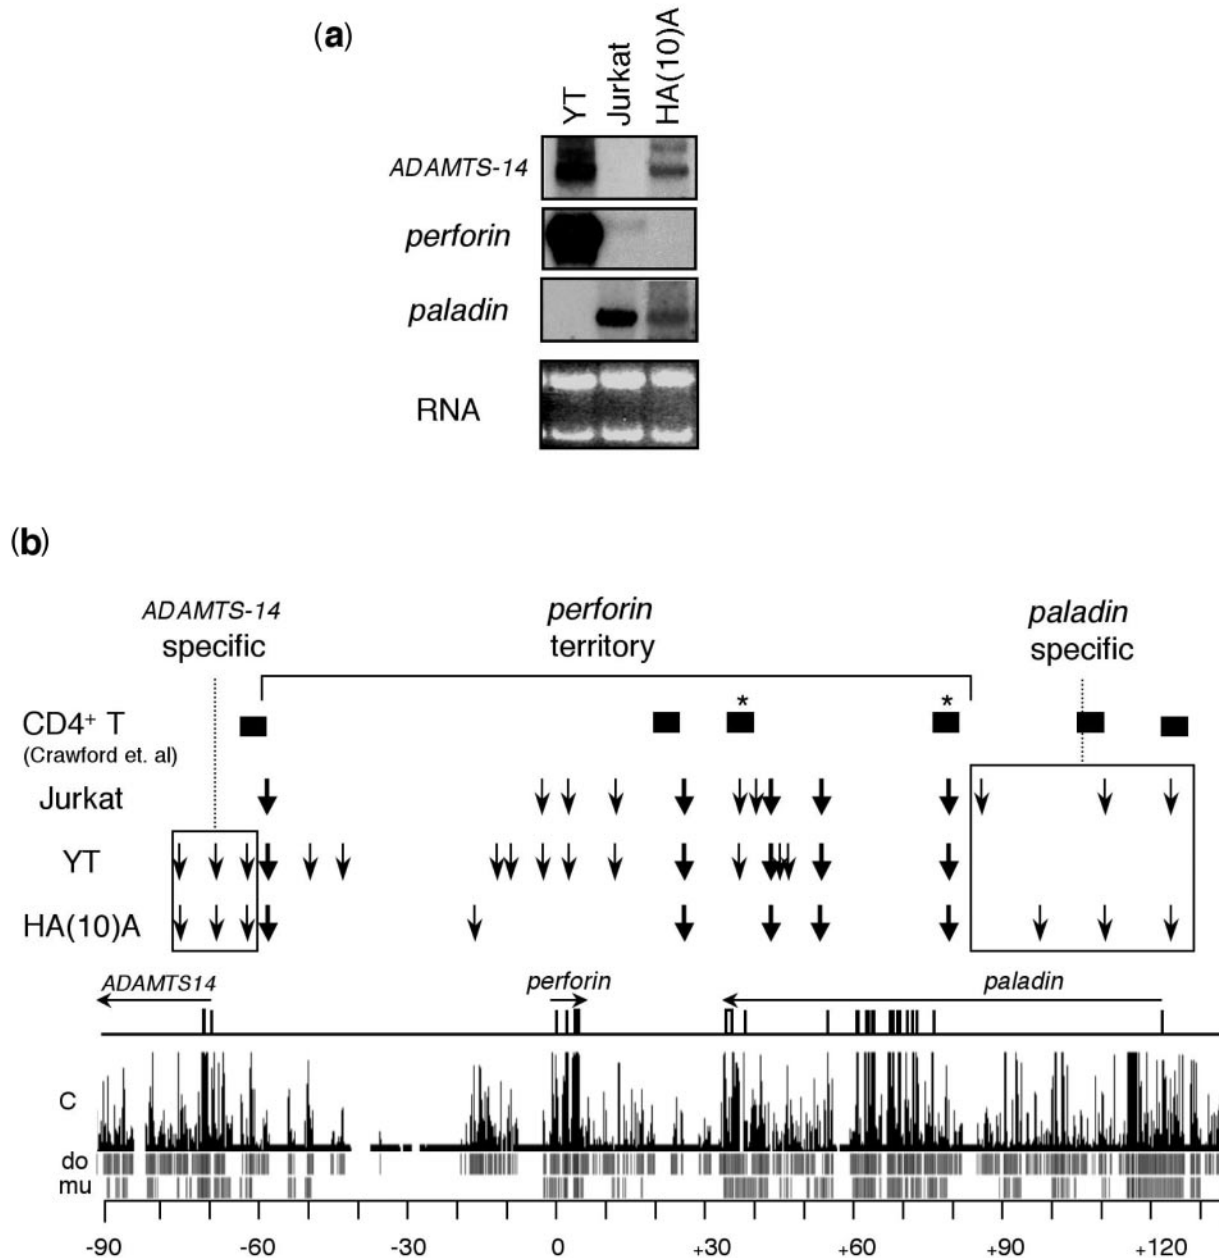 (a)
YT
Jurkat
HA(10)A
ADAMTS-14
perforin
paladin
RNA
(b)
ADAMTS-14
specific
perforin
territory
paladin
specific
* *
CD4+ T
(Crawford et. al)
Jurkat
YT
HA(10)A
ADAMTS14 perforin paladin
C
do
mu
-90 -60 -30 0 +30 +60 +90 +120